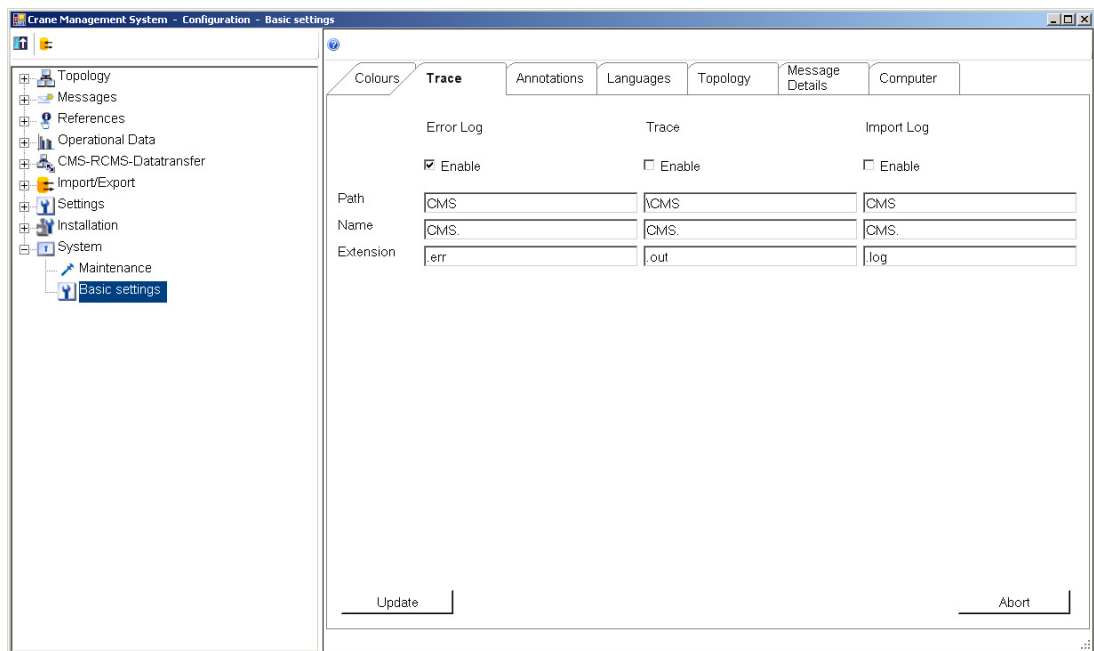 Crane Management System - Configuration - Basic settings
Topology
Messages
References
Operational Data
CMS-RCMS-Datatransfer
Import/Export
Settings
Installation
System
Maintenance
Basic settings
Colours Trace Annotations Languages Topology Message Details Computer
Error Log Trace Import Log
Enable Enable Enable
Path CMS \CMS CMS
Name CMS. CMS. CMS.
Extension .err .out .log
Update Abort